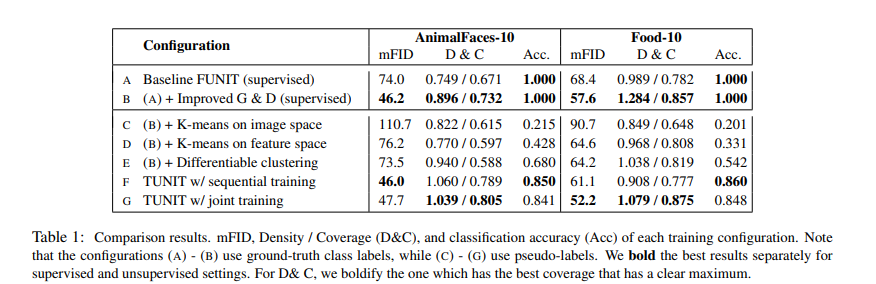 Configuration AnimalFaces-10 Food-10
mFID D & C Acc. mFID D & C Acc.
A Baseline FUNIT (supervised) 74.0 0.749 / 0.671 1.000 68.4 0.989 / 0.782 1.000
B (A) + Improved G & D (supervised) 46.2 0.896 / 0.732 1.000 57.6 1.284 / 0.857 1.000
C (B) + K-means on image space 110.7 0.822 / 0.615 0.215 90.7 0.849 / 0.648 0.201
D (B) + K-means on feature space 76.2 0.770 / 0.597 0.428 64.6 0.968 / 0.808 0.331
E (B) + Differentiable clustering 73.5 0.940 / 0.588 0.680 64.2 1.038 / 0.819 0.542
F TUNIT w/ sequential training 46.0 1.060 / 0.789 0.850 61.1 0.908 / 0.777 0.860
G TUNIT w/ joint training 47.7 1.039 / 0.805 0.841 52.2 1.079 / 0.875 0.848
Table 1: Comparison results. mFID, Density / Coverage (D&C), and classification accuracy (Acc) of each training configuration. Note
that the configurations (A) - (B) use ground-truth class labels, while (C) - (G) use pseudo-labels. We bold the best results separately for
supervised and unsupervised settings. For D& C, we boldify the one which has the best coverage that has a clear maximum.